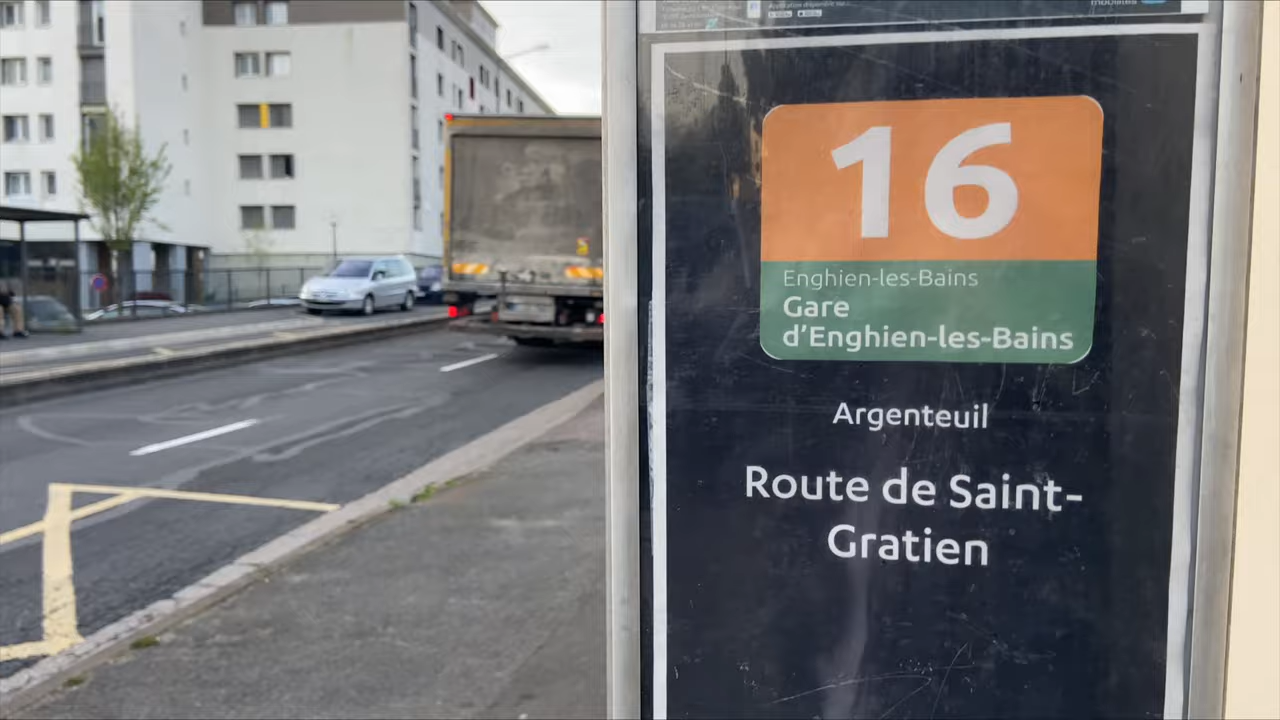 16
Enghien-les-Bains
Gare
d'Enghien-les-Bains
Argenteuil
Route de Saint-
Gratien